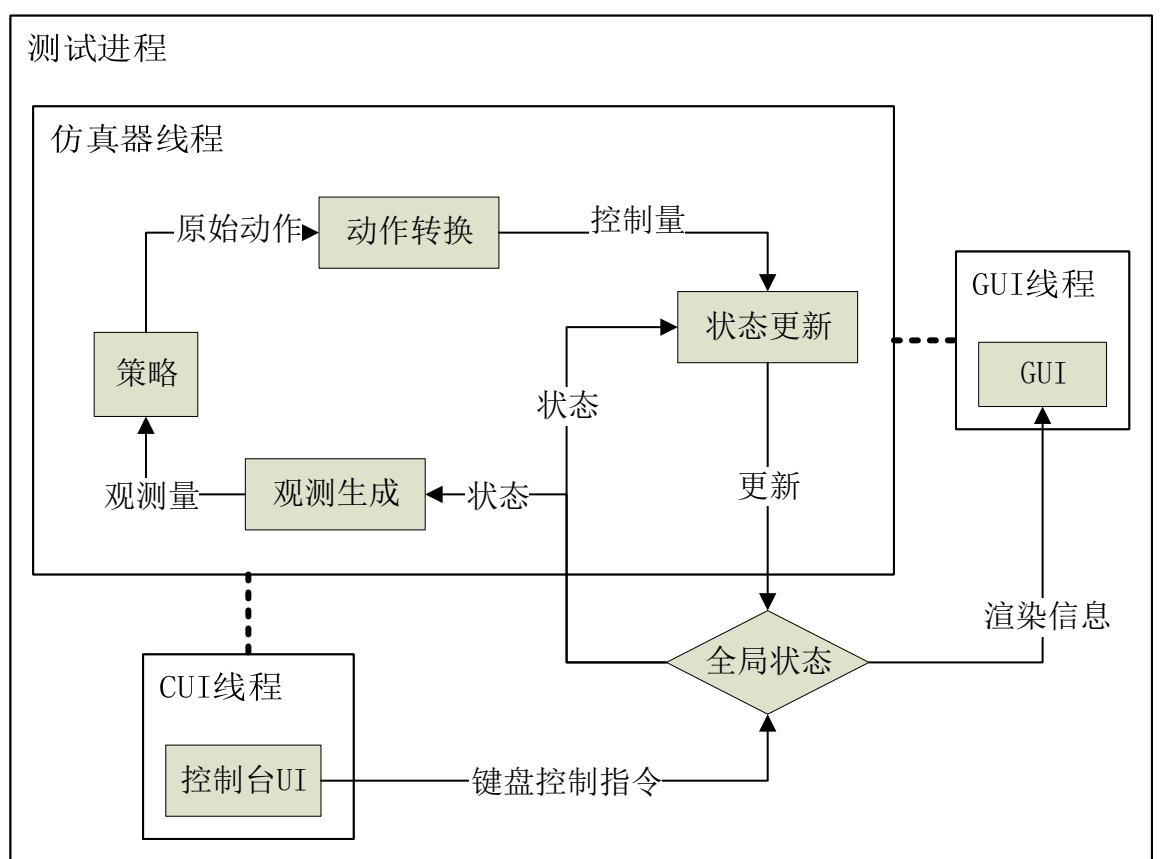 测试进程
仿真器线程
原始动作
动作转换
控制量
GUI线程
状态更新
策略
GUI
状态
观测量
观测生成
状态
更新
渲染信息
全局状态
CUI线程
控制台UI
键盘控制指令